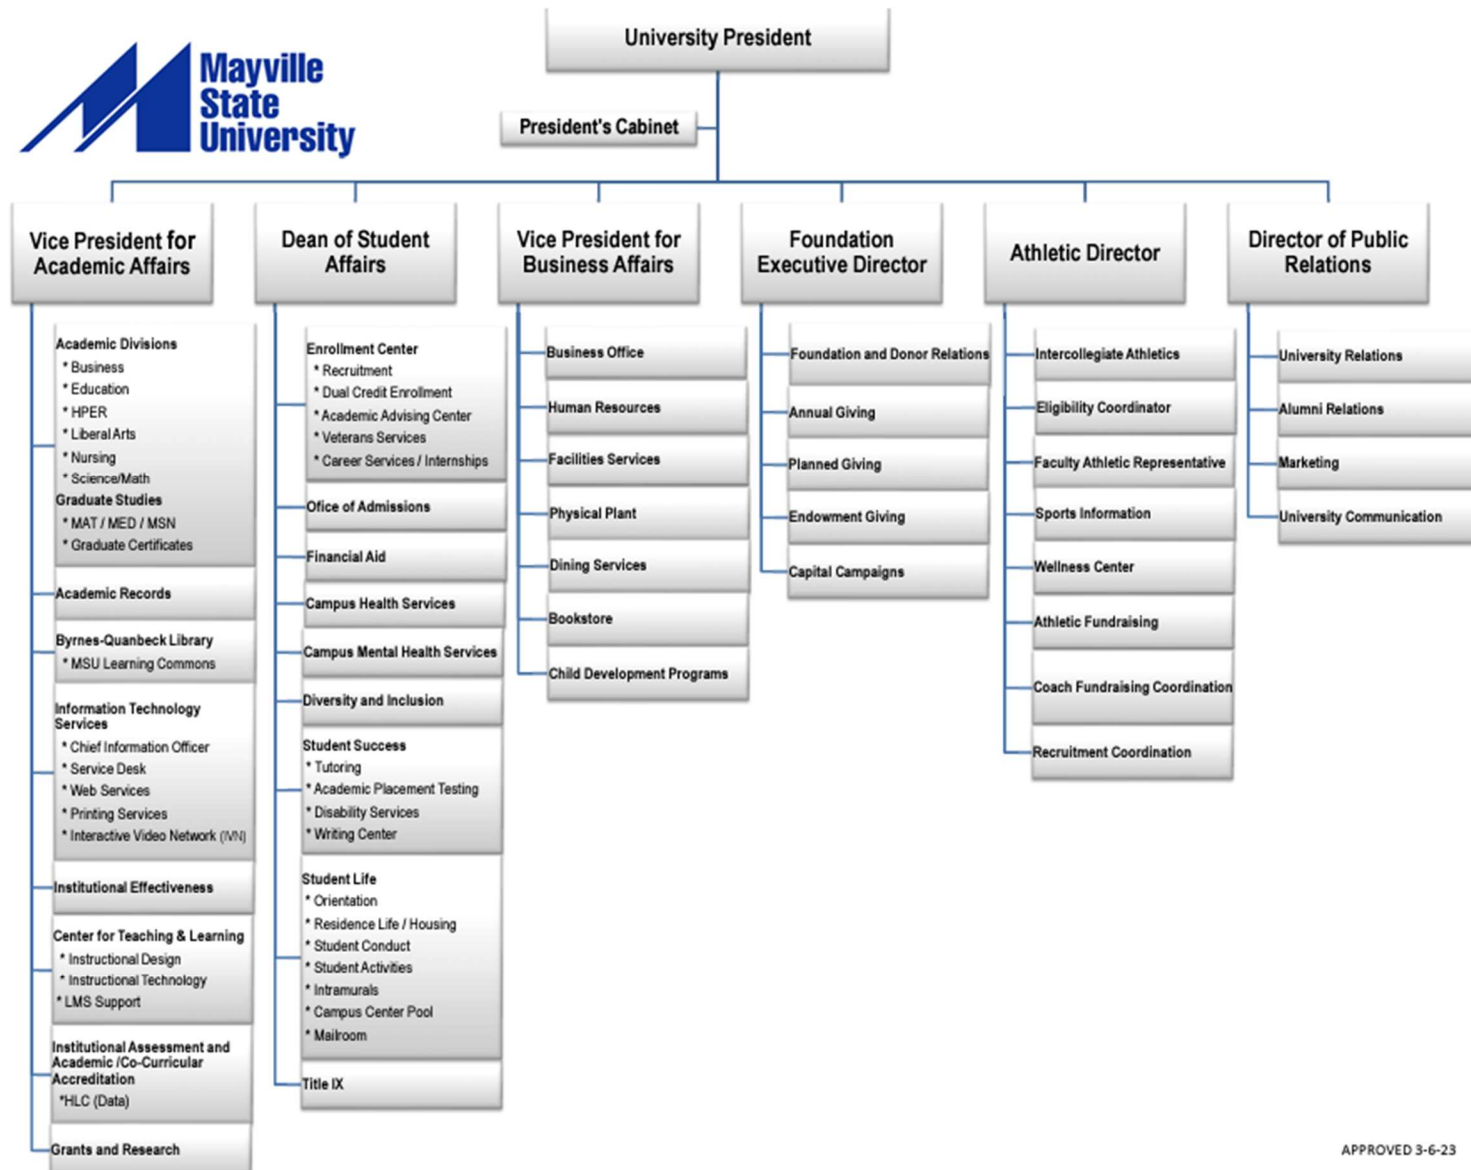 University President
Mayville
State
University
President's Cabinet
Vice President for
Academic Affairs
Academic Divisions
* Business
* Education
* HPER
* Liberal Arts
* Nursing
* Science/Math
Graduate Studies
* MAT / MED / MSN
* Graduate Certificates
Academic Records
Byrnes-Quanbeck Library
* MSU Learning Commons
Information Technology
Services
* Chief Information Officer
* Service Desk
* Web Services
* Printing Services
* Interactive Video Network (IVN)
Institutional Effectiveness
Center for Teaching & Learning
* Instructional Design
* Instructional Technology
* LMS Support
Institutional Assessment and
Academic /Co-Curricular
Accreditation
*HLC (Data)
Grants and Research
Dean of Student
Affairs
Enrollment Center
* Recruitment
* Dual Credit Enrollment
* Academic Advising Center
* Veterans Services
* Career Services / Internships
Ofice of Admissions
Financial Aid
Campus Health Services
Campus Mental Health Services
Diversity and Inclusion
Student Success
* Tutoring
* Academic Placement Testing
* Disability Services
* Writing Center
Student Life
* Orientation
* Residence Life / Housing
* Student Conduct
* Student Activities
* Intramurals
* Campus Center Pool
* Mailroom
Title IX
Vice President for
Business Affairs
Business Office
Human Resources
Facilities Services
Physical Plant
Dining Services
Bookstore
Child Development Programs
Foundation
Executive Director
Foundation and Donor Relations
Annual Giving
Planned Giving
Endowment Giving
Capital Campaigns
Athletic Director
Intercollegiate Athletics
Eligibility Coordinator
Faculty Athletic Representative
Sports Information
Wellness Center
Athletic Fundraising
Coach Fundraising Coordination
Recruitment Coordination
Director of Public
Relations
University Relations
Alumni Relations
Marketing
University Communication
APPROVED 3-6-23